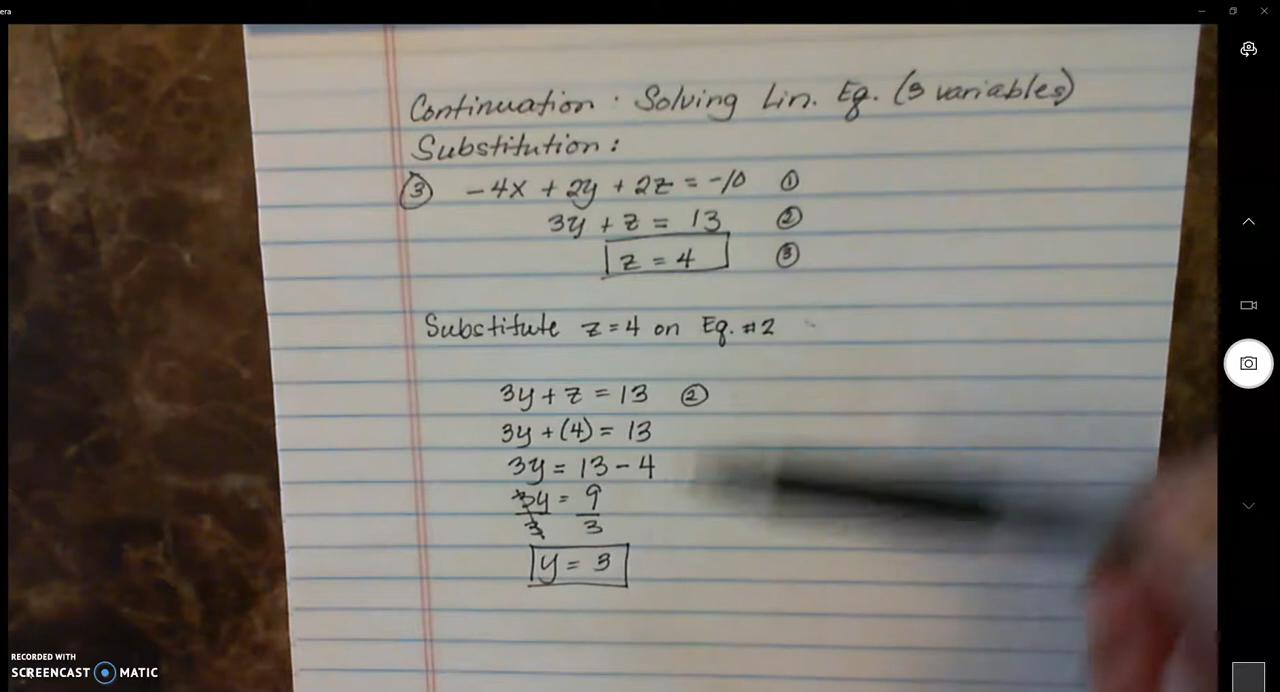 era
Continuation : Solving Lin. Eq. (3 variables)
Substitution :
③ -4x + 2y + 2z = -10 ①
3y + z = 13 ②
z = 4 ③
Substitute z = 4 on Eq. #2
3y + z = 13 ②
3y + (4) = 13
3y = 13 - 4
3y = 9
3 3
y = 3
RECORDED WITH
SCREENCAST MATIC